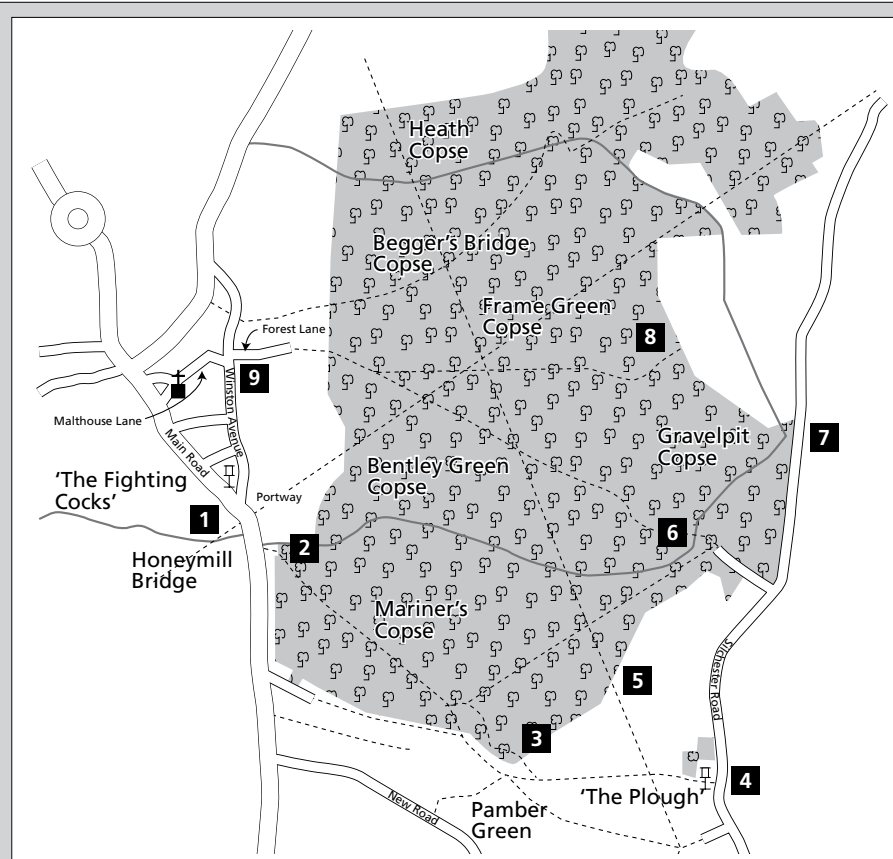 Heath
Copse
Begger's Bridge
Copse
Frame Green
Copse
Forest Lane
8
9
Winston Avenue
Malthouse Lane
Main Road
Gravelpit
Copse
7
Bentley Green
Copse
'The Fighting
Cocks'
Portway
1
6
2
Honeymill
Bridge
Mariner's
Copse
Silchester Road
5
3
4
'The Plough'
New Road
Pamber
Green